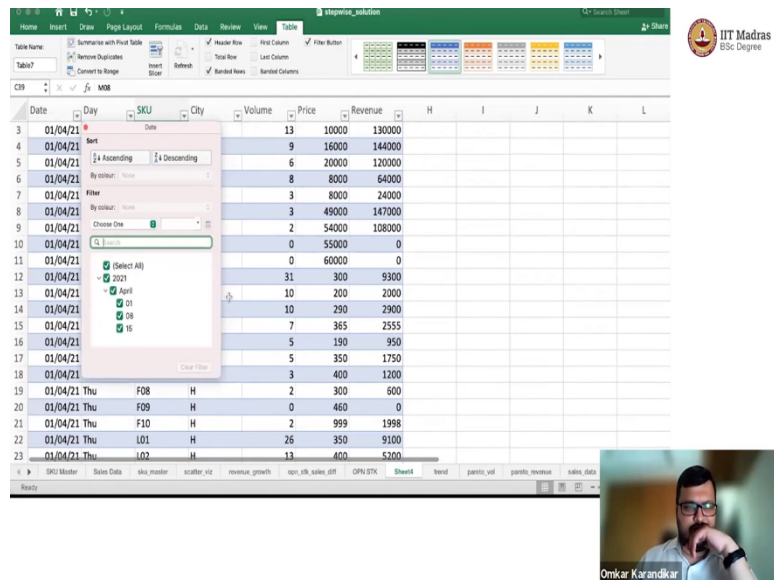 stepwise_solution
Search Sheet
Home Insert Draw Page Layout Formulas Data Review View Table
Share
Table Name:
Table7
Summarise with Pivot Table
Remove Duplicates
Convert to Range
Insert Slicer
Refresh
Header Row
Total Row
Banded Rows
First Column
Last Column
Banded Columns
Filter Button
C39 fx M08
Date Day SKU City Volume Price Revenue H I J K L
3 01/04/21 13 10000 130000
4 01/04/21 9 16000 144000
5 01/04/21 6 20000 120000
6 01/04/21 8 8000 64000
7 01/04/21 3 8000 24000
8 01/04/21 3 49000 147000
9 01/04/21 2 54000 108000
10 01/04/21 0 55000 0
11 01/04/21 0 60000 0
12 01/04/21 31 300 9300
13 01/04/21 10 200 2000
14 01/04/21 10 290 2900
15 01/04/21 7 365 2555
16 01/04/21 5 190 950
17 01/04/21 5 350 1750
18 01/04/21 3 400 1200
19 01/04/21 Thu F08 H 2 300 600
20 01/04/21 Thu F09 H 0 460 0
21 01/04/21 Thu F10 H 2 999 1998
22 01/04/21 Thu L01 H 26 350 9100
23 01/04/21 Thu L02 H 13 400 5200
Date
Sort
Ascending Descending
By colour: None
Filter
By colour: None
Choose One
Search
(Select All)
2021
April
01
08
15
Clear Filter
SKU Master Sales Data sku_master scatter_viz revenue_growth opn_stk_sales_diff OPN STK Sheet4 trend pareto_vol pareto_revenue sales_data
Ready
IIT Madras
BSc Degree
Omkar Karandikar